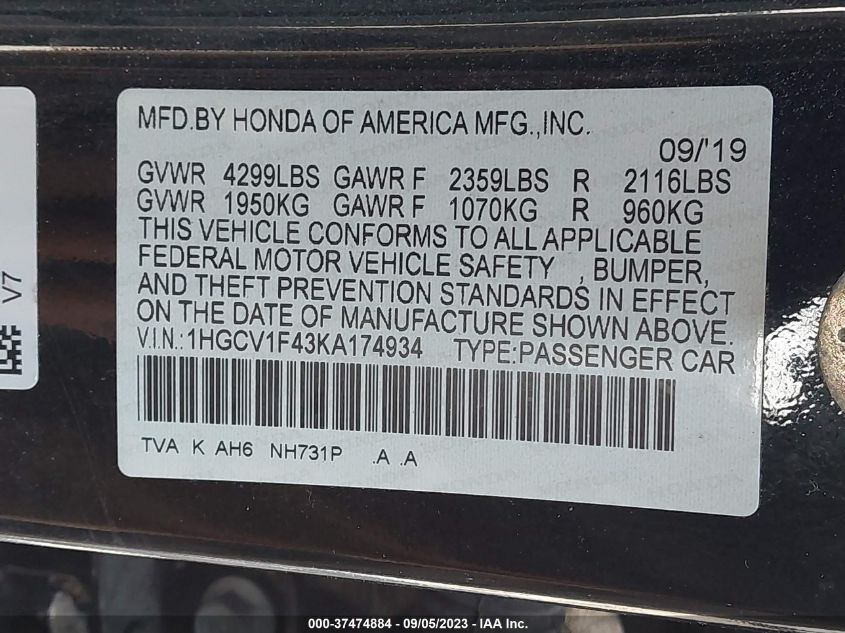 MFD.BY HONDA OF AMERICA MFG.,INC.
09/'19
GVWR 4299LBS GAWR F 2359LBS R 2116LBS
GVWR 1950KG GAWR F 1070KG R 960KG
THIS VEHICLE CONFORMS TO ALL APPLICABLE
FEDERAL MOTOR VEHICLE SAFETY , BUMPER,
AND THEFT PREVENTION STANDARDS IN EFFECT
ON THE DATE OF MANUFACTURE SHOWN ABOVE.
V.I.N.:1HGCV1F43KA174934 TYPE:PASSENGER CAR
TVA K AH6 NH731P .A .A
V7
000-37474884 - 09/05/2023 - © IAA Holdings, LLC.